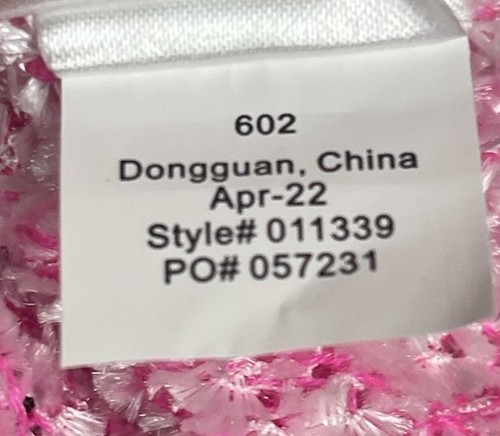 602
Dongguan, China
Apr-22
Style# 011339
PO# 057231